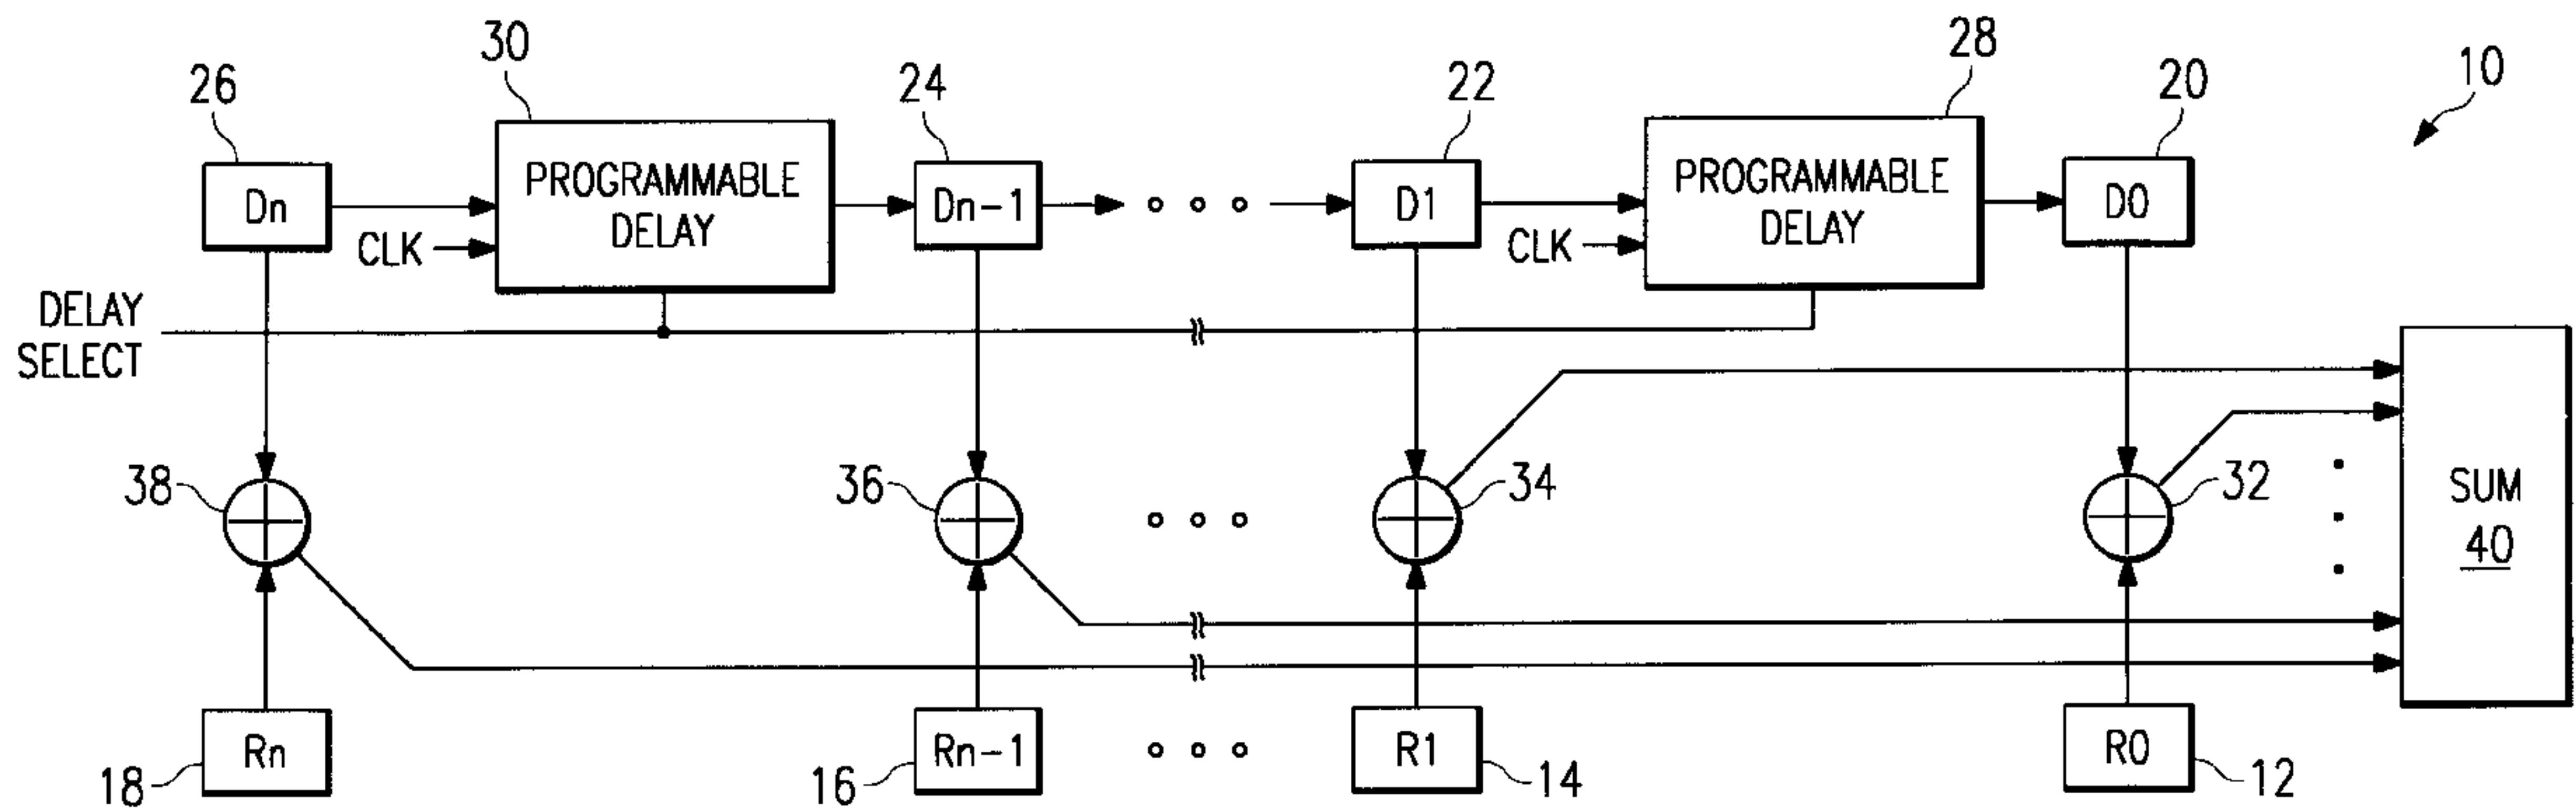 30
28
10
26
24
22
20
PROGRAMMABLE
DELAY
PROGRAMMABLE
DELAY
Dn
Dn-1
D1
D0
CLK
CLK
DELAY
SELECT
38
36
34
32
SUM
40
Rn
Rn-1
R1
R0
18
16
14
12